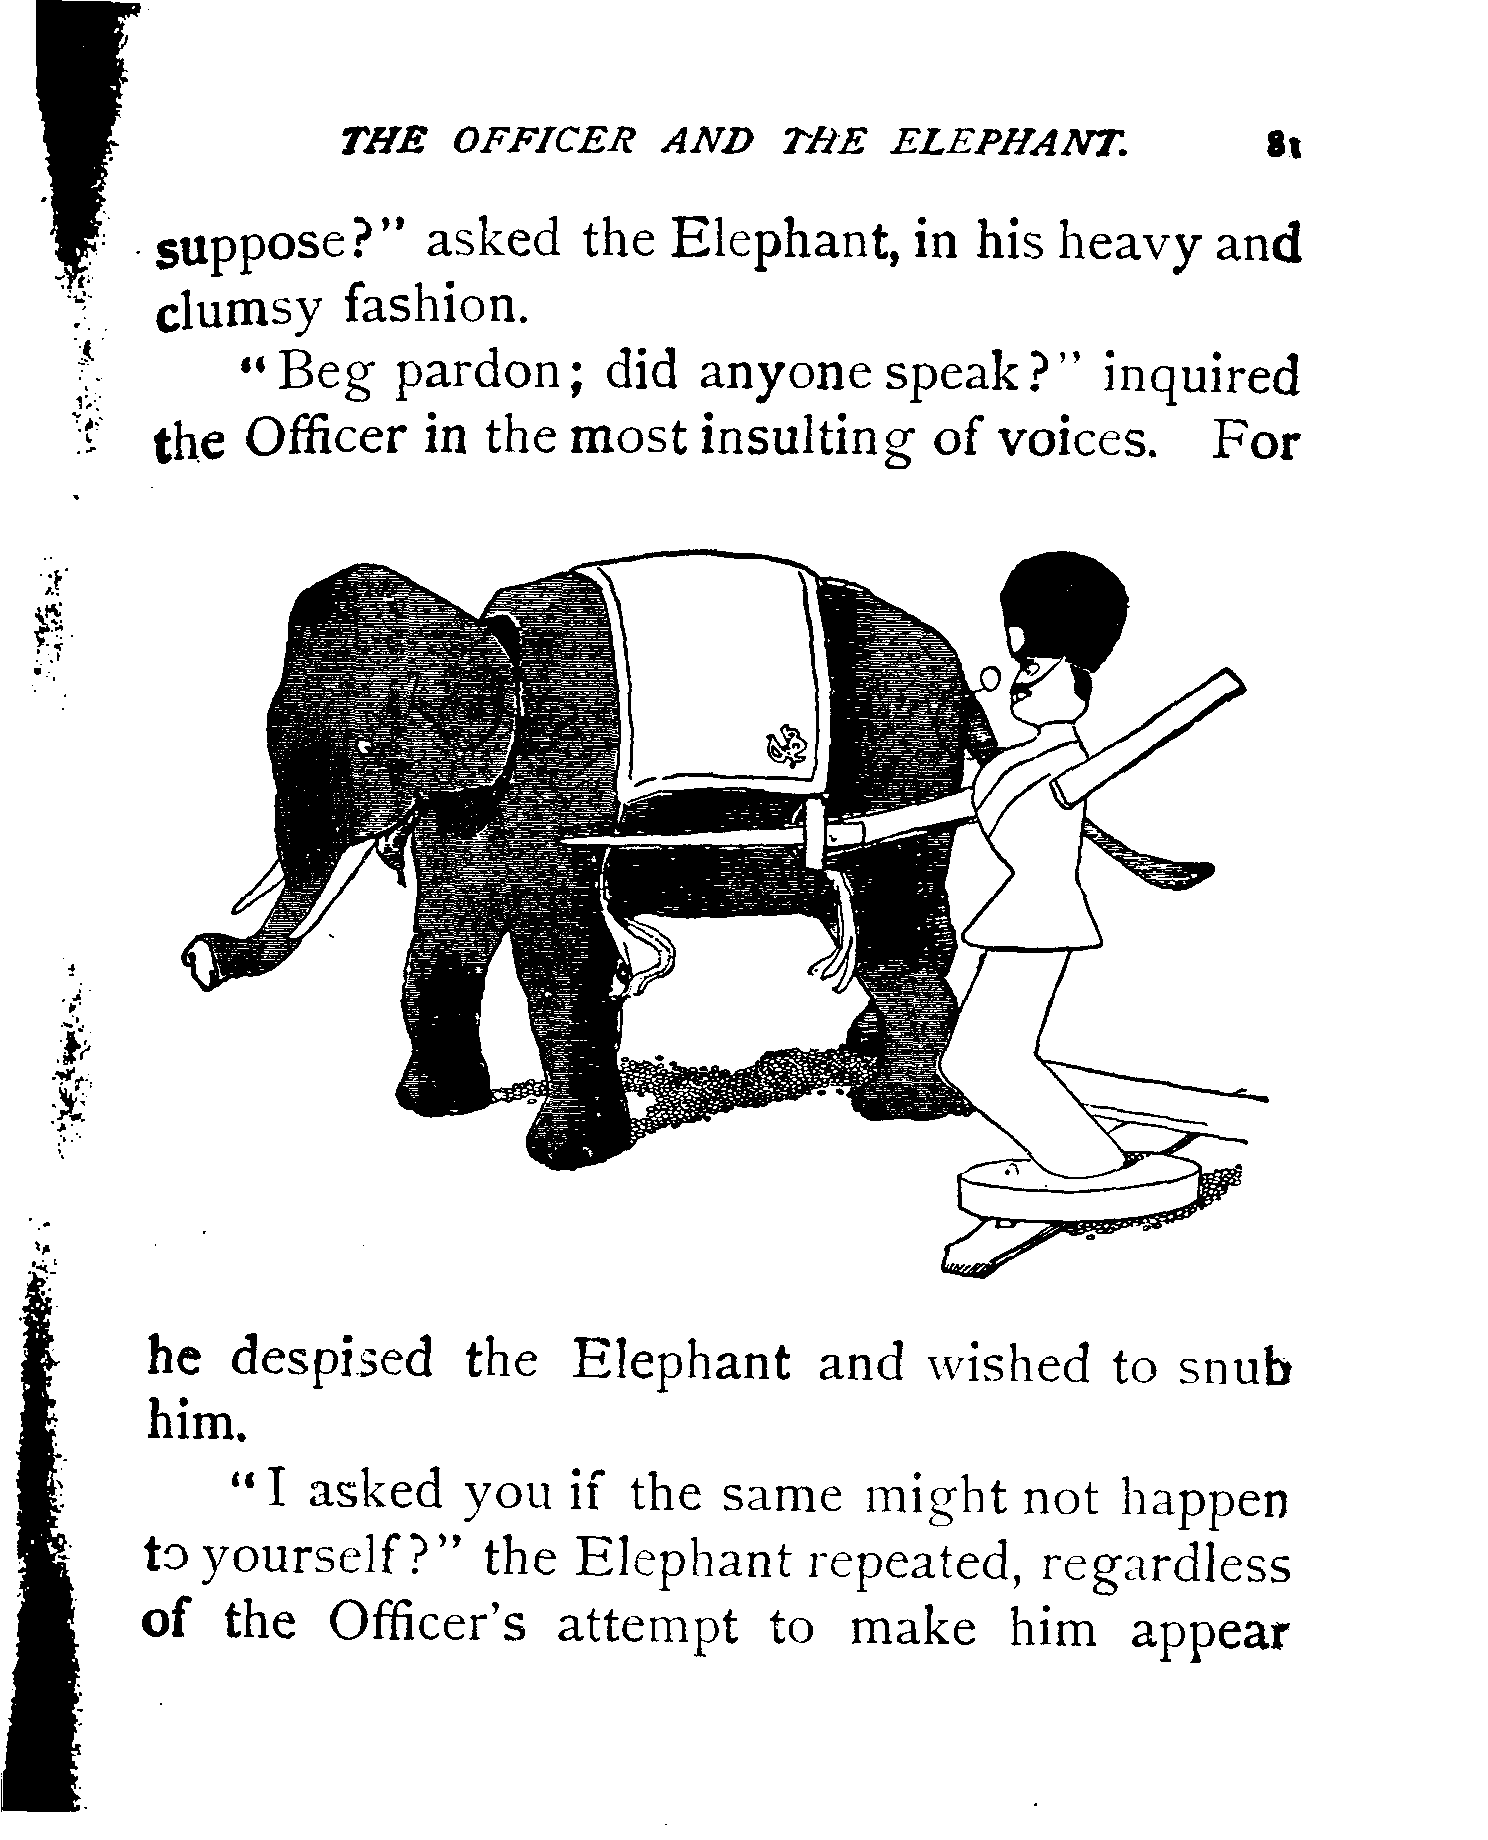 THE OFFICER AND THE ELEPHANT. 81
suppose?" asked the Elephant, in his heavy and
clumsy fashion.
"Beg pardon; did anyone speak?" inquired
the Officer in the most insulting of voices. For
he despised the Elephant and wished to snub
him.
"I asked you if the same might not happen
to yourself?" the Elephant repeated, regardless
of the Officer's attempt to make him appear